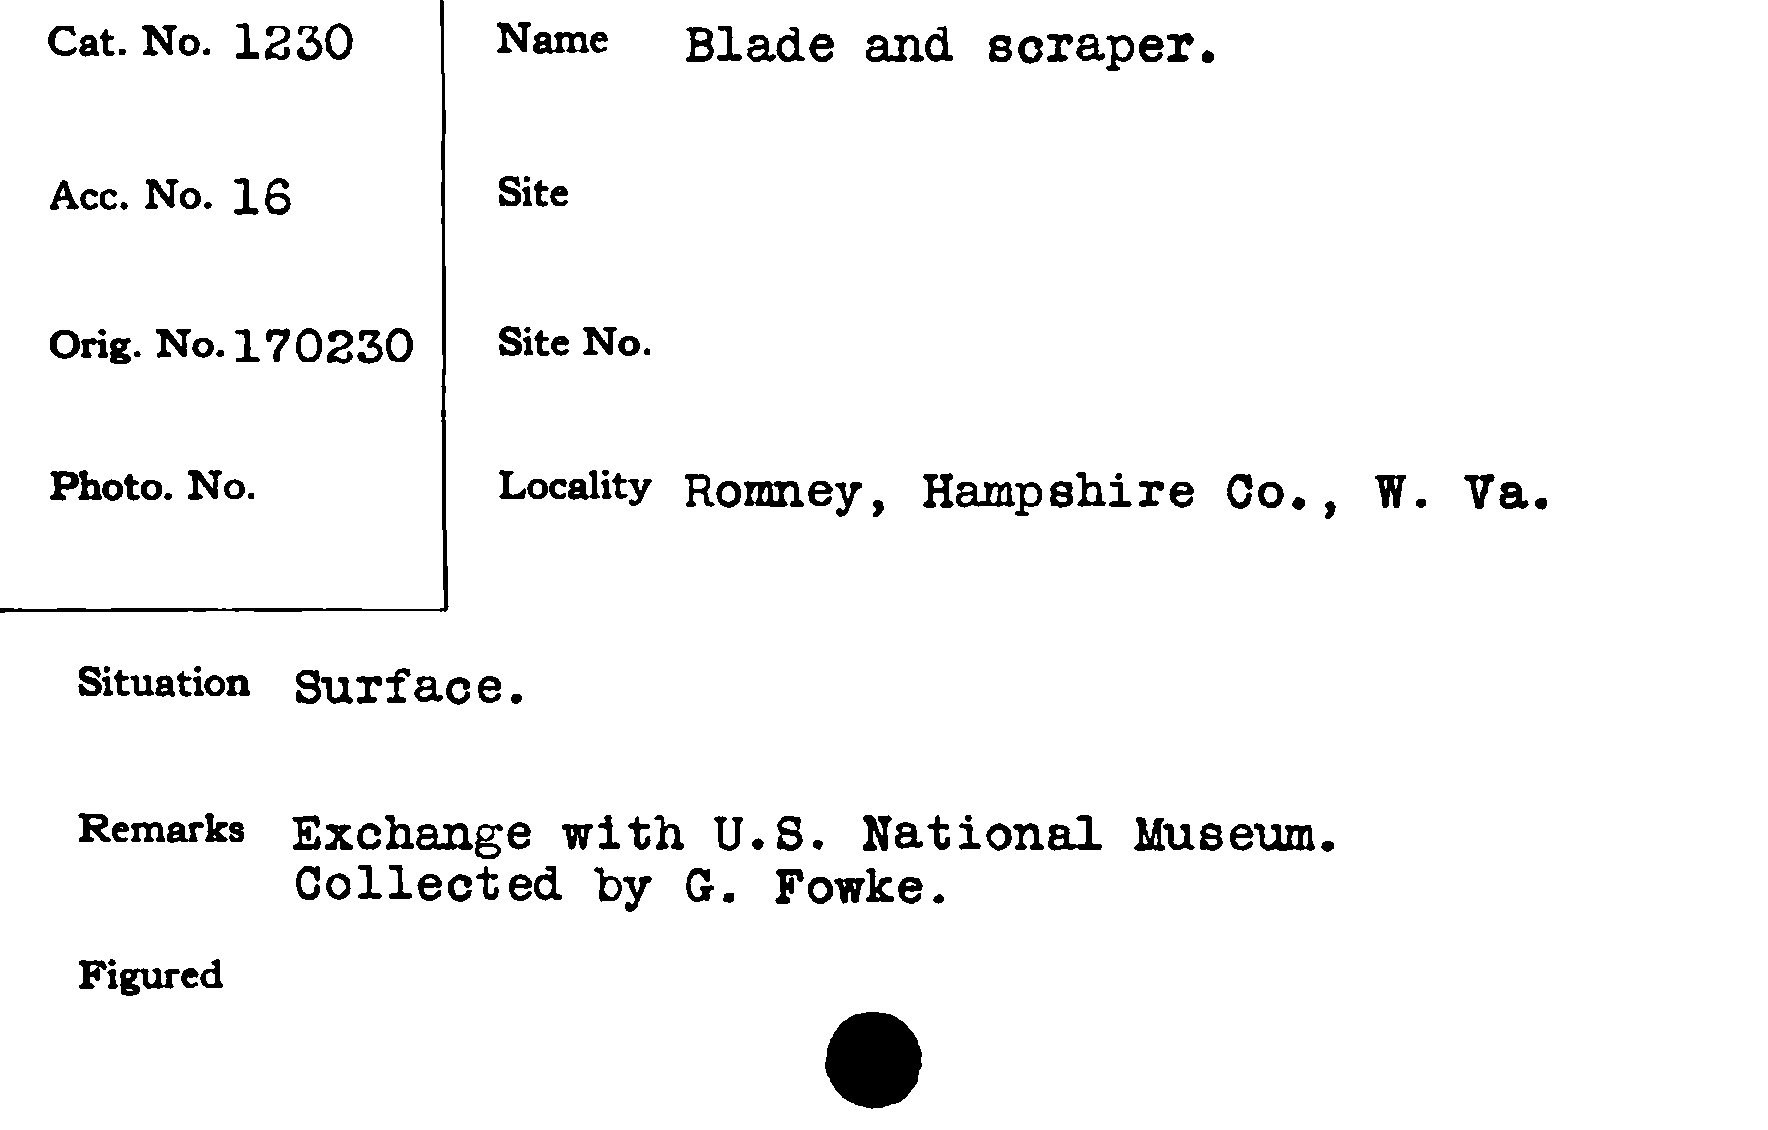 Cat. No. 1230
Acc. No. 16
Orig. No. 170230
Photo. No.
Name Blade and scraper.
Site
Site No.
Locality Romney, Hampshire Co., W. Va.
Situation Surface.
Remarks Exchange with U.S. National Museum.
Collected by G. Fowke.
Figured